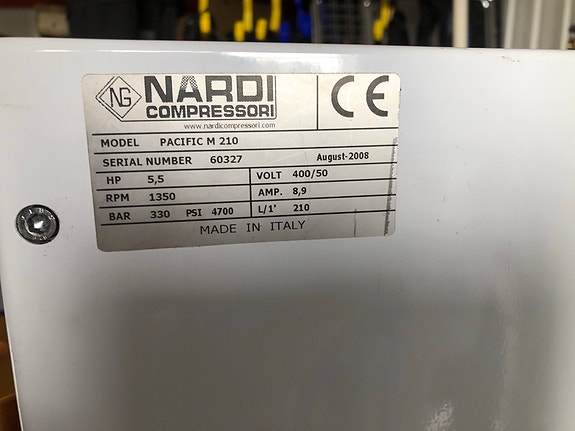 NG NARDI
COMPRESSORI
www.nardicompressori.com
CE
MODEL PACIFIC M 210
SERIAL NUMBER 60327 August-2008
HP 5,5 VOLT 400/50
RPM 1350 AMP. 8,9
BAR 330 PSI 4700 L/1' 210
MADE IN ITALY